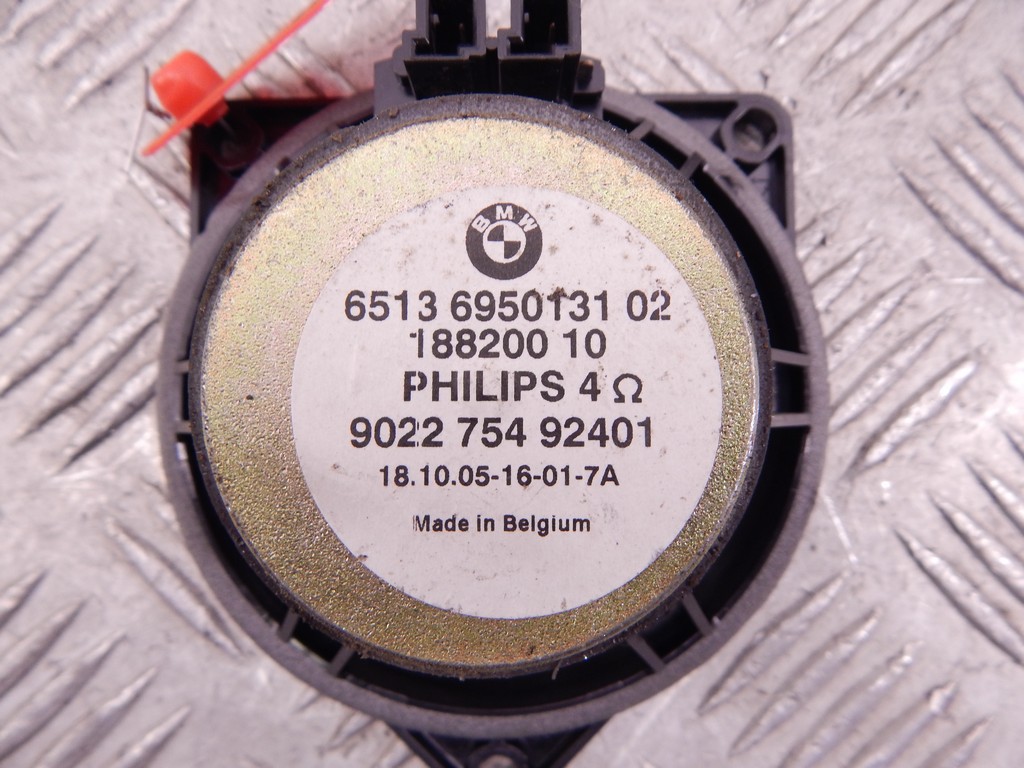 BMW
6513 6950131 02
188200 10
PHILIPS 4 Ω
9022 754 92401
18.10.05-16-01-7A
Made in Belgium